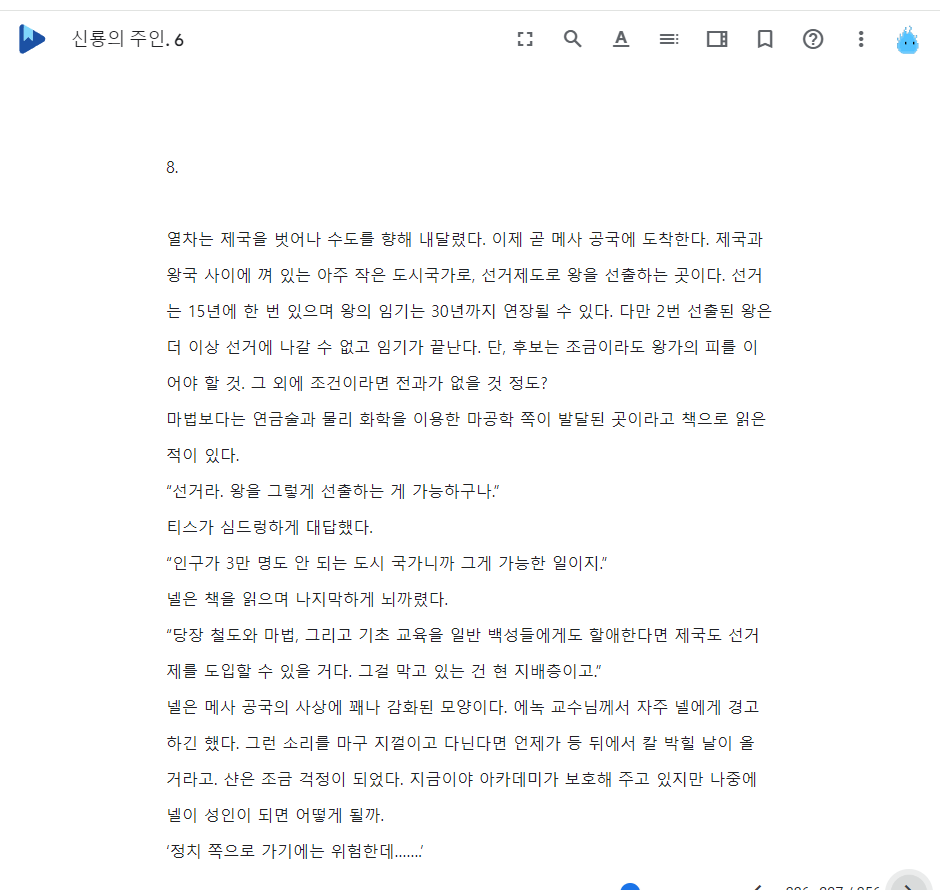 신룡의 주인. 6
8.
열차는 제국을 벗어나 수도를 향해 내달렸다. 이제 곧 메사 공국에 도착한다. 제국과
왕국 사이에 껴 있는 아주 작은 도시국가로, 선거제도로 왕을 선출하는 곳이다. 선거
는 15년에 한 번 있으며 왕의 임기는 30년까지 연장될 수 있다. 다만 2번 선출된 왕은
더 이상 선거에 나갈 수 없고 임기가 끝난다. 단, 후보는 조금이라도 왕가의 피를 이
어야 할 것. 그 외에 조건이라면 전과가 없을 것 정도?
마법보다는 연금술과 물리 화학을 이용한 마공학 쪽이 발달된 곳이라고 책으로 읽은
적이 있다.
“선거라. 왕을 그렇게 선출하는 게 가능하구나.”
티스가 심드렁하게 대답했다.
“인구가 3만 명도 안 되는 도시 국가니까 그게 가능한 일이지.”
넬은 책을 읽으며 나지막하게 뇌까렸다.
“당장 철도와 마법, 그리고 기초 교육을 일반 백성들에게도 할애한다면 제국도 선거
제를 도입할 수 있을 거다. 그걸 막고 있는 건 현 지배층이고.”
넬은 메사 공국의 사상에 꽤나 감화된 모양이다. 에녹 교수님께서 자주 넬에게 경고
하긴 했다. 그런 소리를 마구 지껄이고 다닌다면 언제가 등 뒤에서 칼 박힐 날이 올
거라고. 샨은 조금 걱정이 되었다. 지금이야 아카데미가 보호해 주고 있지만 나중에
넬이 성인이 되면 어떻게 될까.
‘정치 쪽으로 가기에는 위험한데.......’